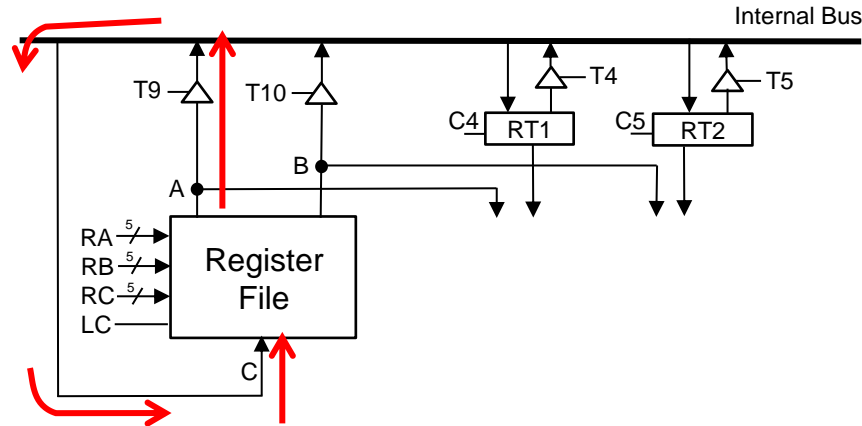 Internal Bus
T9
T10
T4
T5
C4
RT1
C5
RT2
B
A
RA 5
RB 5
RC 5
LC
Register
File
C